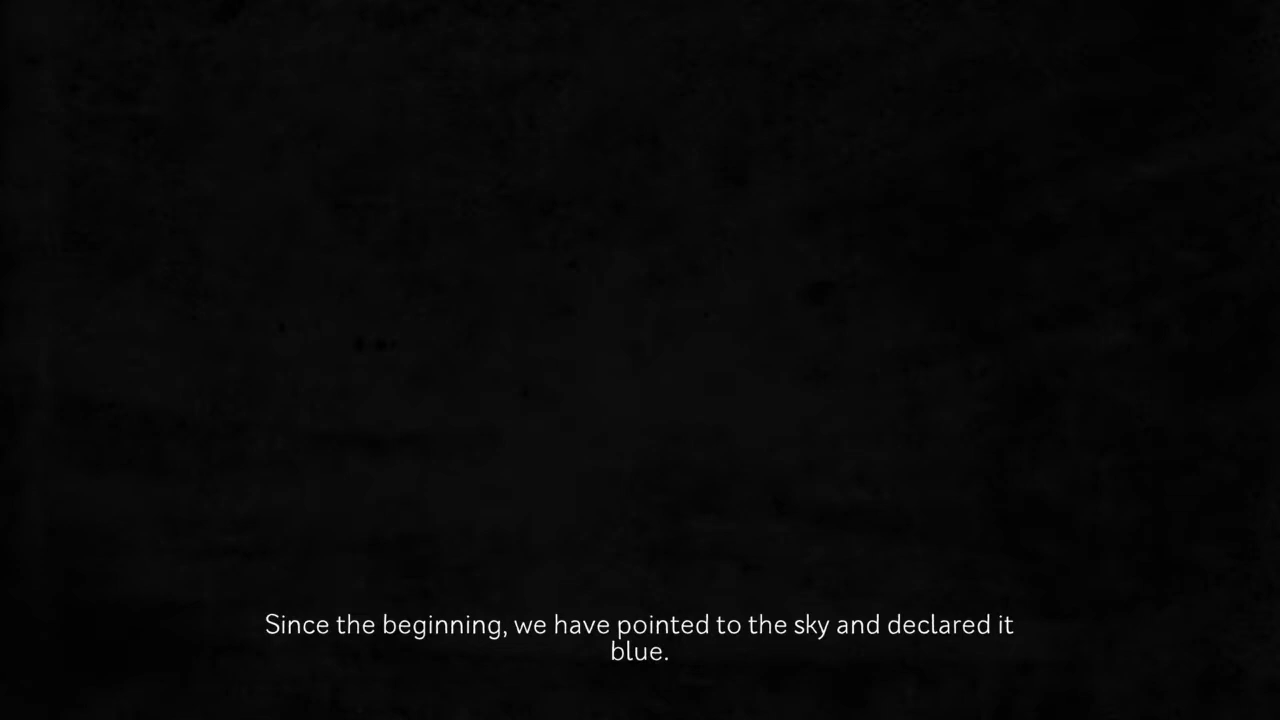 Since the beginning, we have pointed to the sky and declared it
blue.